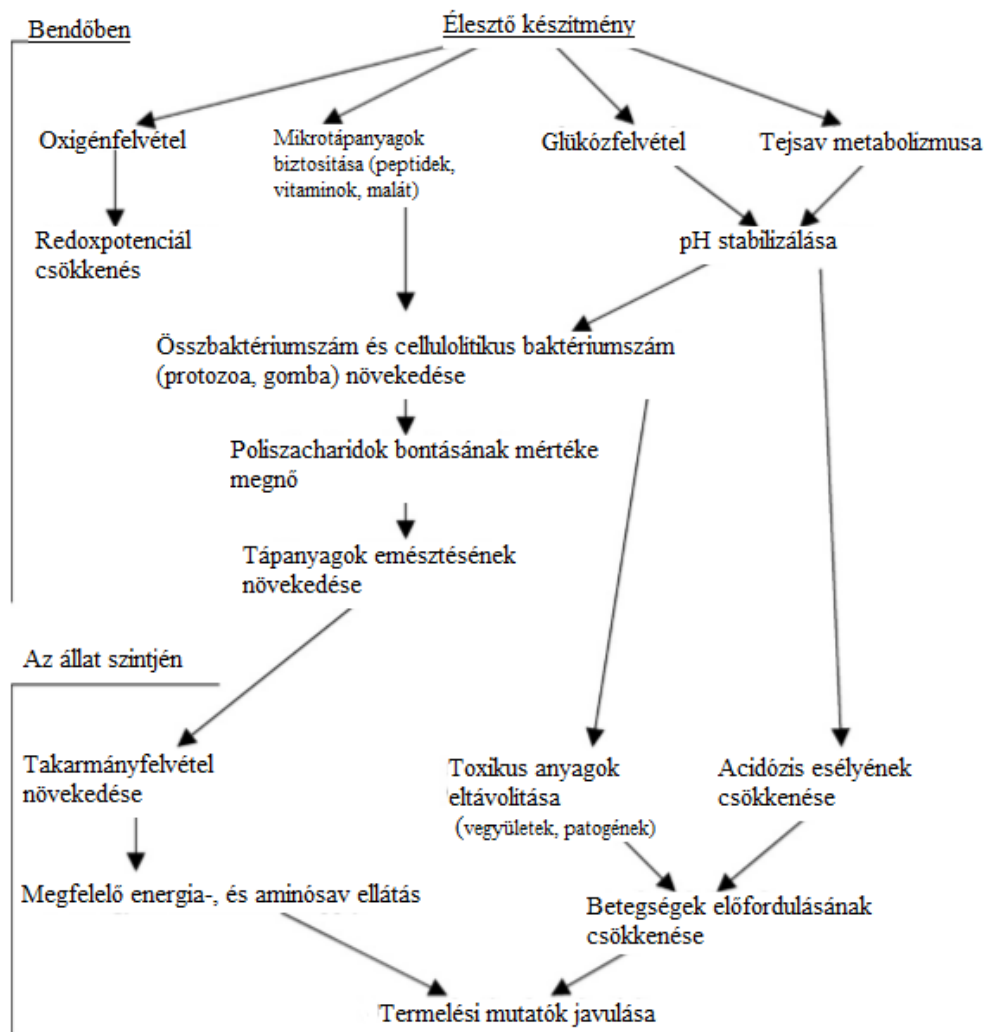 Bendőben
Élesztő készítmény
Oxigénfelvétel
Mikrotápanyagok
biztosítása (peptidek,
vitaminok, malát)
Glükózfelvétel
Tejsav metabolizmusa
Redoxpotenciál
csökkenés
pH stabilizálása
Összbaktériumszám és cellulolitikus baktériumszám
(protozoa, gomba) növekedése
Poliszacharidok bontásának mértéke
megnő
Tápanyagok emésztésének
növekedése
Az állat szintjén
Takarmányfelvétel
növekedése
Toxikus anyagok
eltávolítása
(vegyületek, patogének)
Acidózis esélyének
csökkenése
Megfelelő energia-, és aminósav ellátás
Betegségek előfordulásának
csökkenése
Termelési mutatók javulása